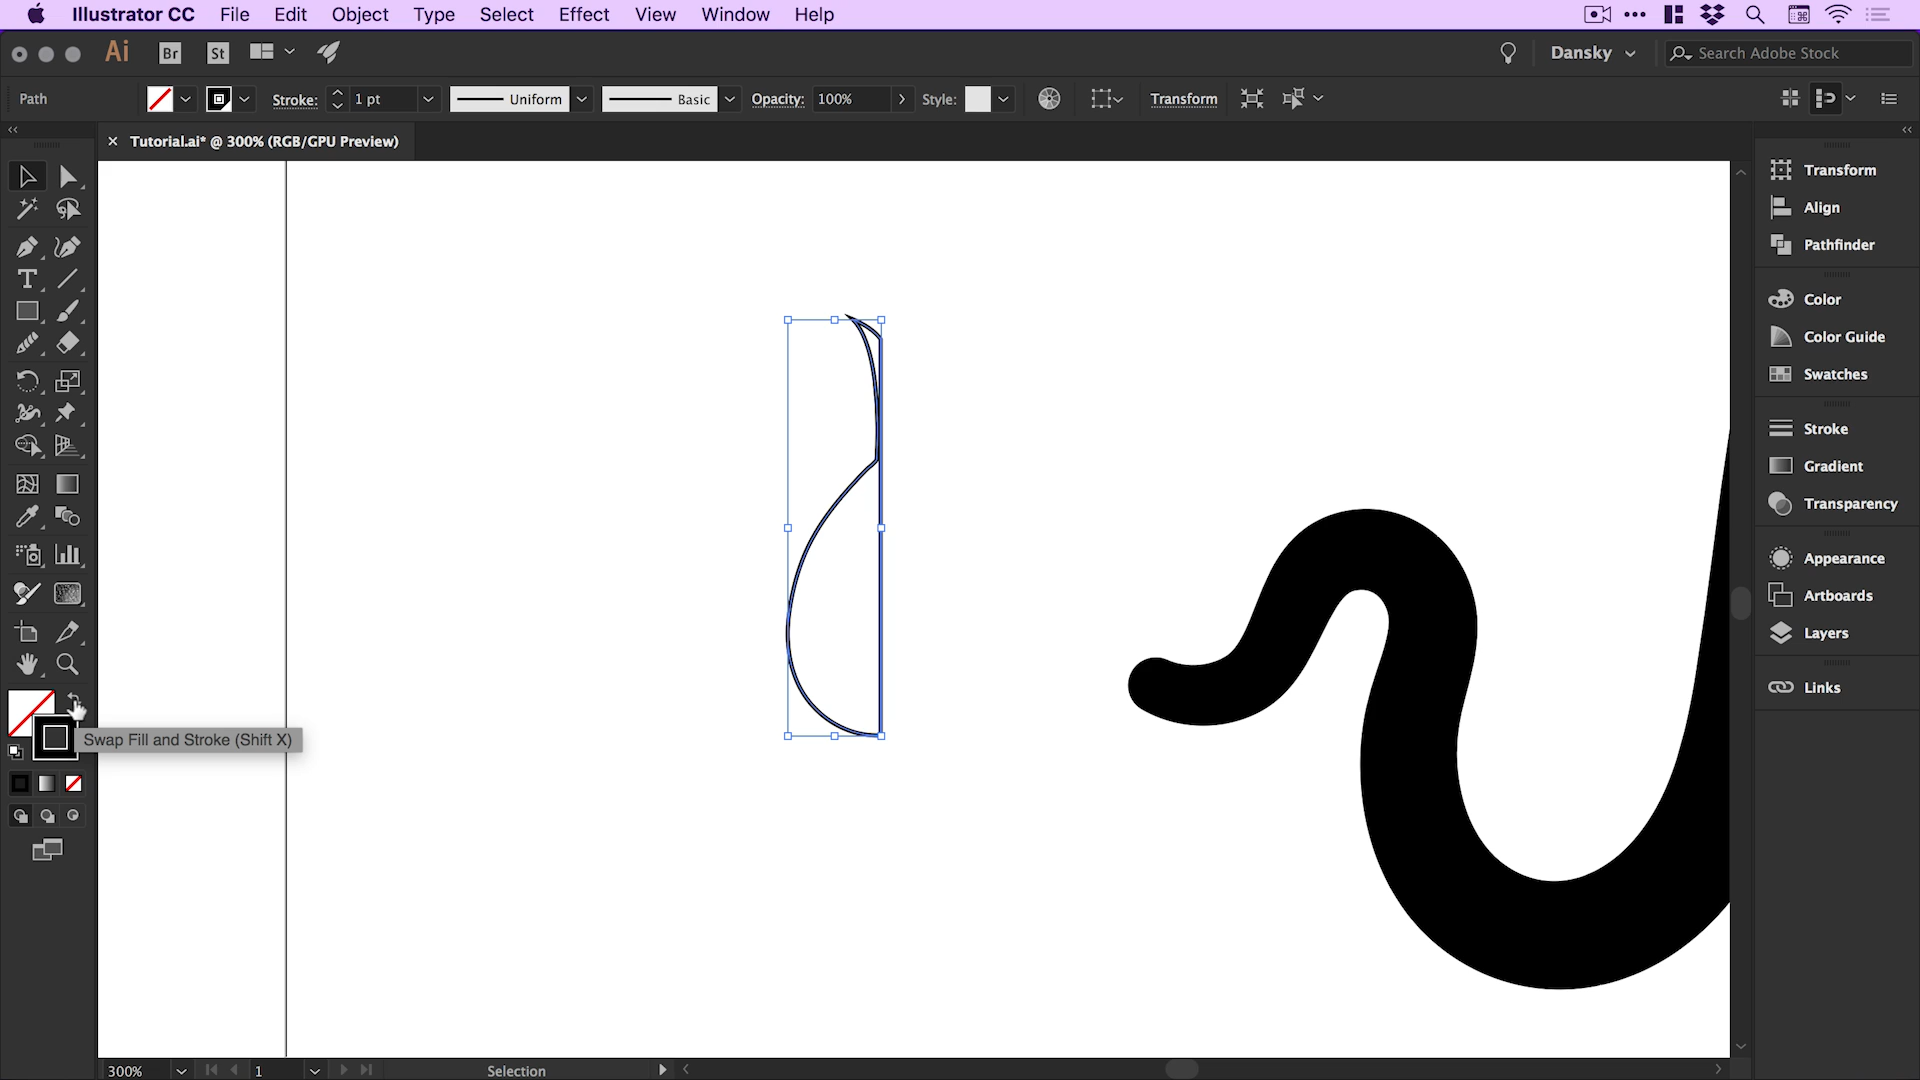 Illustrator CC File Edit Object Type Select Effect View Window Help
Ai Br St Dansky Search Adobe Stock
Path Stroke: 1 pt Uniform Basic Opacity: 100% Style: Transform
× Tutorial.ai* @ 300% (RGB/GPU Preview)
Transform
Align
Pathfinder
Color
Color Guide
Swatches
Stroke
Gradient
Transparency
Appearance
Artboards
Layers
Links
Swap Fill and Stroke (Shift X)
300% 1 Selection